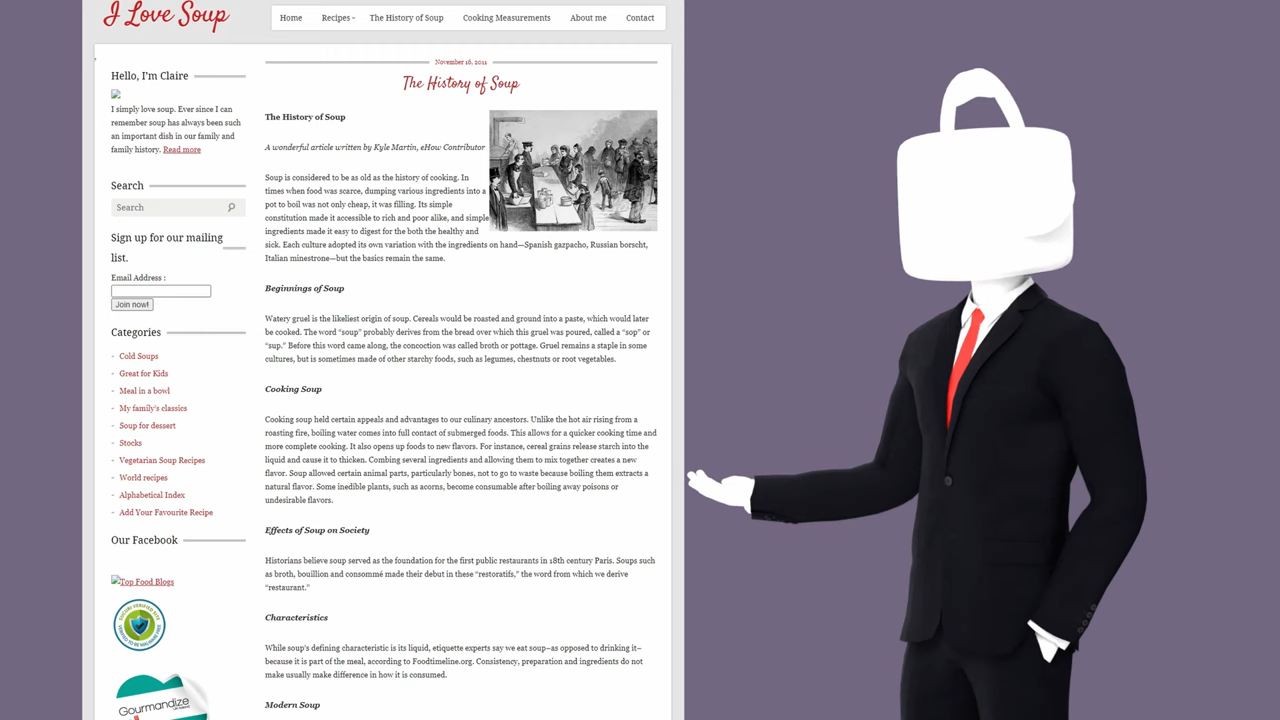 I Love Soup
Home
Recipes
The History of Soup
Cooking Measurements
About me
Contact
Hello, I'm Claire
I simply love soup. Ever since I can
remember soup has always been such
an important dish in our family and
family history. Read more
Search
Search
Sign up for our mailing
list.
Email Address :
Join now!
Categories
Cold Soups
Great for Kids
Meal in a bowl
My family's classics
Soup for dessert
Stocks
Vegetarian Soup Recipes
World recipes
Alphabetical Index
Add Your Favourite Recipe
Our Facebook
Top Food Blogs
Gourmandize
November 16, 2011
The History of Soup
The History of Soup
A wonderful article written by Kyle Martin, eHow Contributor
Soup is considered to be as old as the history of cooking. In
times when food was scarce, dumping various ingredients into a
pot to boil was not only cheap, it was filling. Its simple
constitution made it accessible to rich and poor alike, and simple
ingredients made it easy to digest for the both the healthy and
sick. Each culture adopted its own variation with the ingredients on hand—Spanish gazpacho, Russian borscht,
Italian minestrone—but the basics remain the same.
Beginnings of Soup
Watery gruel is the likeliest origin of soup. Cereals would be roasted and ground into a paste, which would later
be cooked. The word “soup” probably derives from the bread over which this gruel was poured, called a “sop” or
“sup.” Before this word came along, the concoction was called broth or pottage. Gruel remains a staple in some
cultures, but is sometimes made of other starchy foods, such as legumes, chestnuts or root vegetables.
Cooking Soup
Cooking soup held certain appeals and advantages to our culinary ancestors. Unlike the hot air rising from a
roasting fire, boiling water comes into full contact of submerged foods. This allows for a quicker cooking time and
more complete cooking. It also opens up foods to new flavors. For instance, cereal grains release starch into the
liquid and cause it to thicken. Combing several ingredients and allowing them to mix together creates a new
flavor. Soup allowed certain animal parts, particularly bones, not to go to waste because boiling them extracts a
natural flavor. Some inedible plants, such as acorns, become consumable after boiling away poisons or
undesirable flavors.
Effects of Soup on Society
Historians believe soup served as the foundation for the first public restaurants in 18th century Paris. Soups such
as broth, bouillion and consommé made their debut in these “restoratifs,” the word from which we derive
“restaurant.”
Characteristics
While soup's defining characteristic is its liquid, etiquette experts say we eat soup–as opposed to drinking it–
because it is part of the meal, according to Foodtimeline.org. Consistency, preparation and ingredients do not
make usually make difference in how it is consumed.
Modern Soup